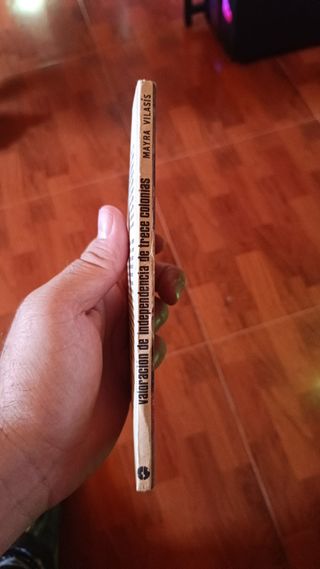 valoración de independencia de trece colonias
MAYRA VILASÍS